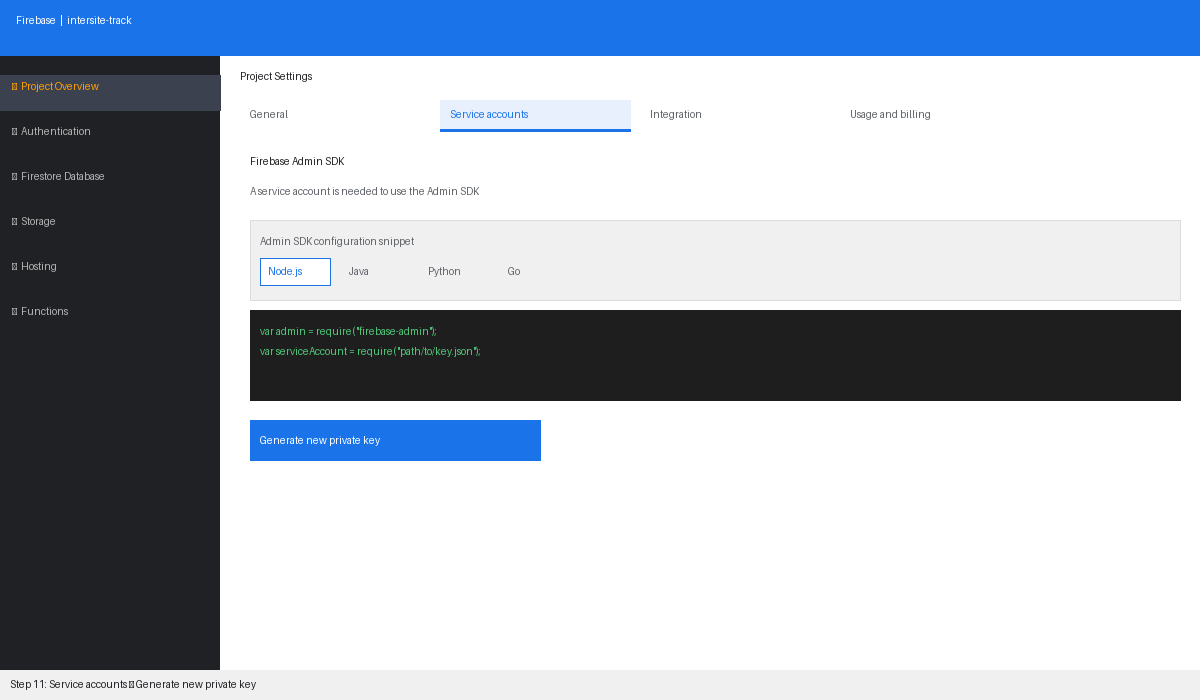 Firebase | intersite-track
Project Overview
Authentication
Firestore Database
Storage
Hosting
Functions
Project Settings
General Service accounts Integration Usage and billing
Firebase Admin SDK
A service account is needed to use the Admin SDK
Admin SDK configuration snippet
Node.js Java Python Go
var admin = require("firebase-admin");
var serviceAccount = require("path/to/key.json");
Generate new private key
Step 11: Service accounts Generate new private key